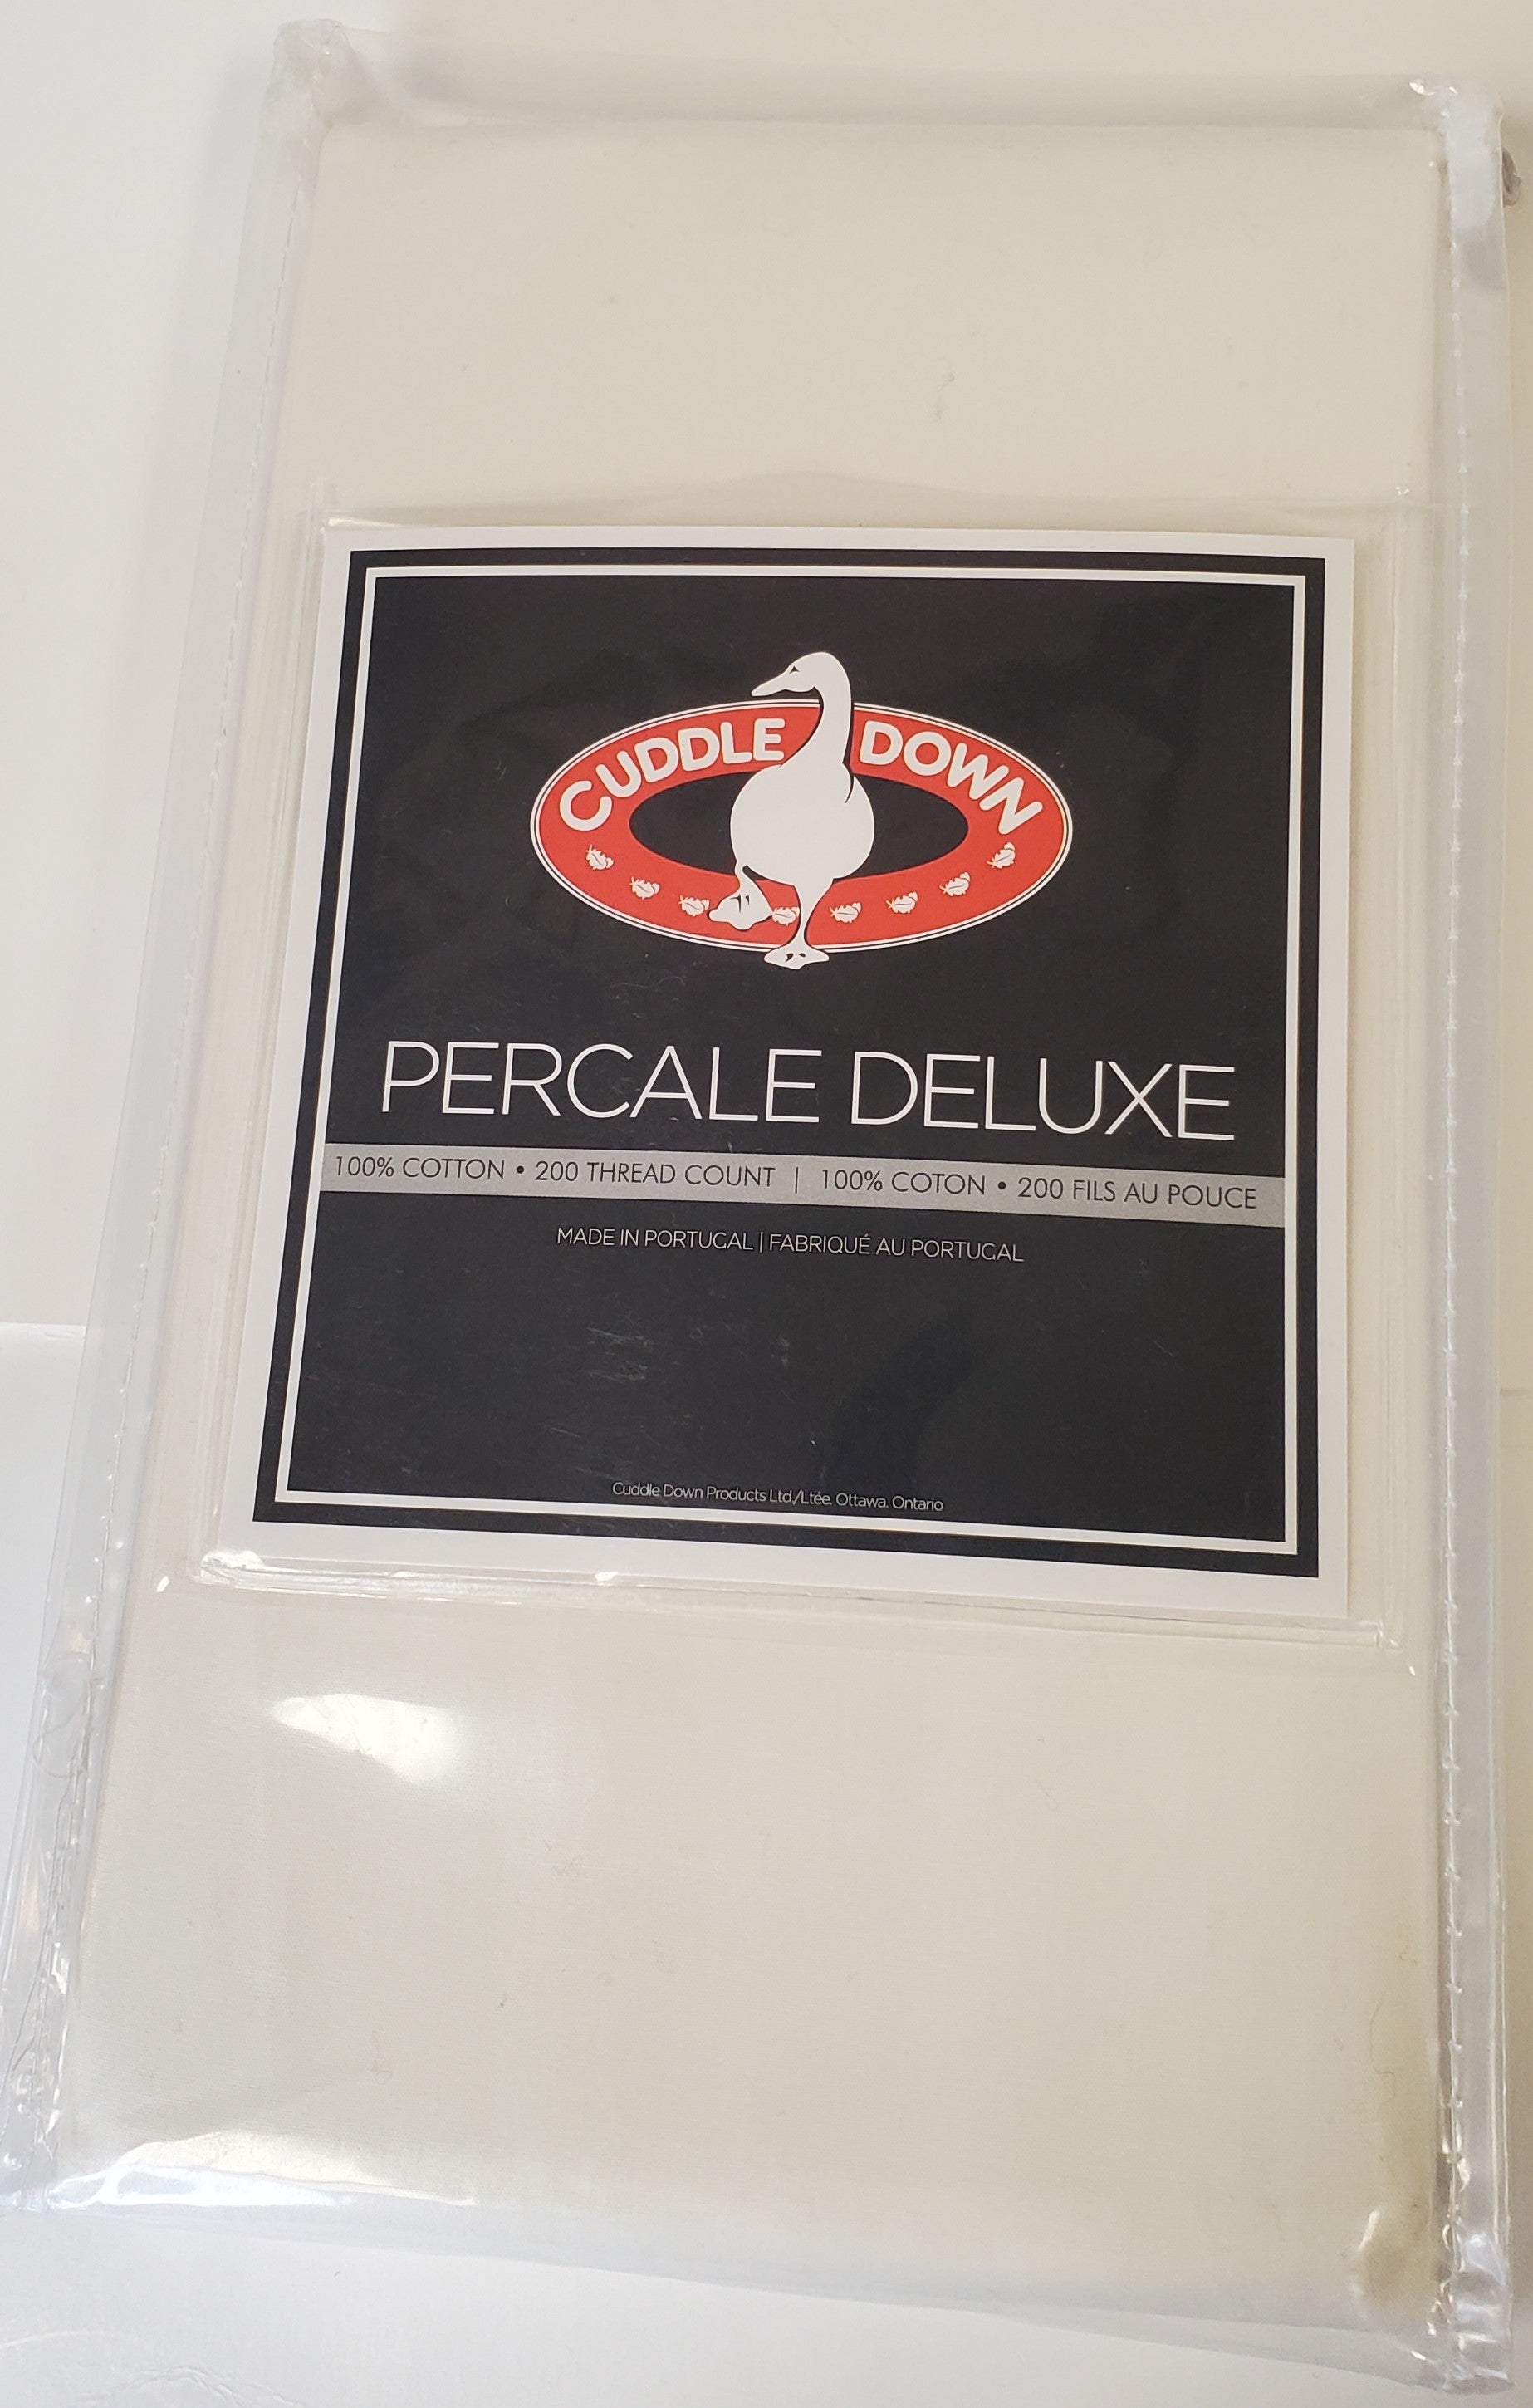 CUDDLE DOWN
PERCALE DELUXE
100% COTTON • 200 THREAD COUNT | 100% COTON • 200 FILS AU POUCE
MADE IN PORTUGAL | FABRIQUÉ AU PORTUGAL
Cuddle Down Products Ltd./Ltée. Ottawa. Ontario